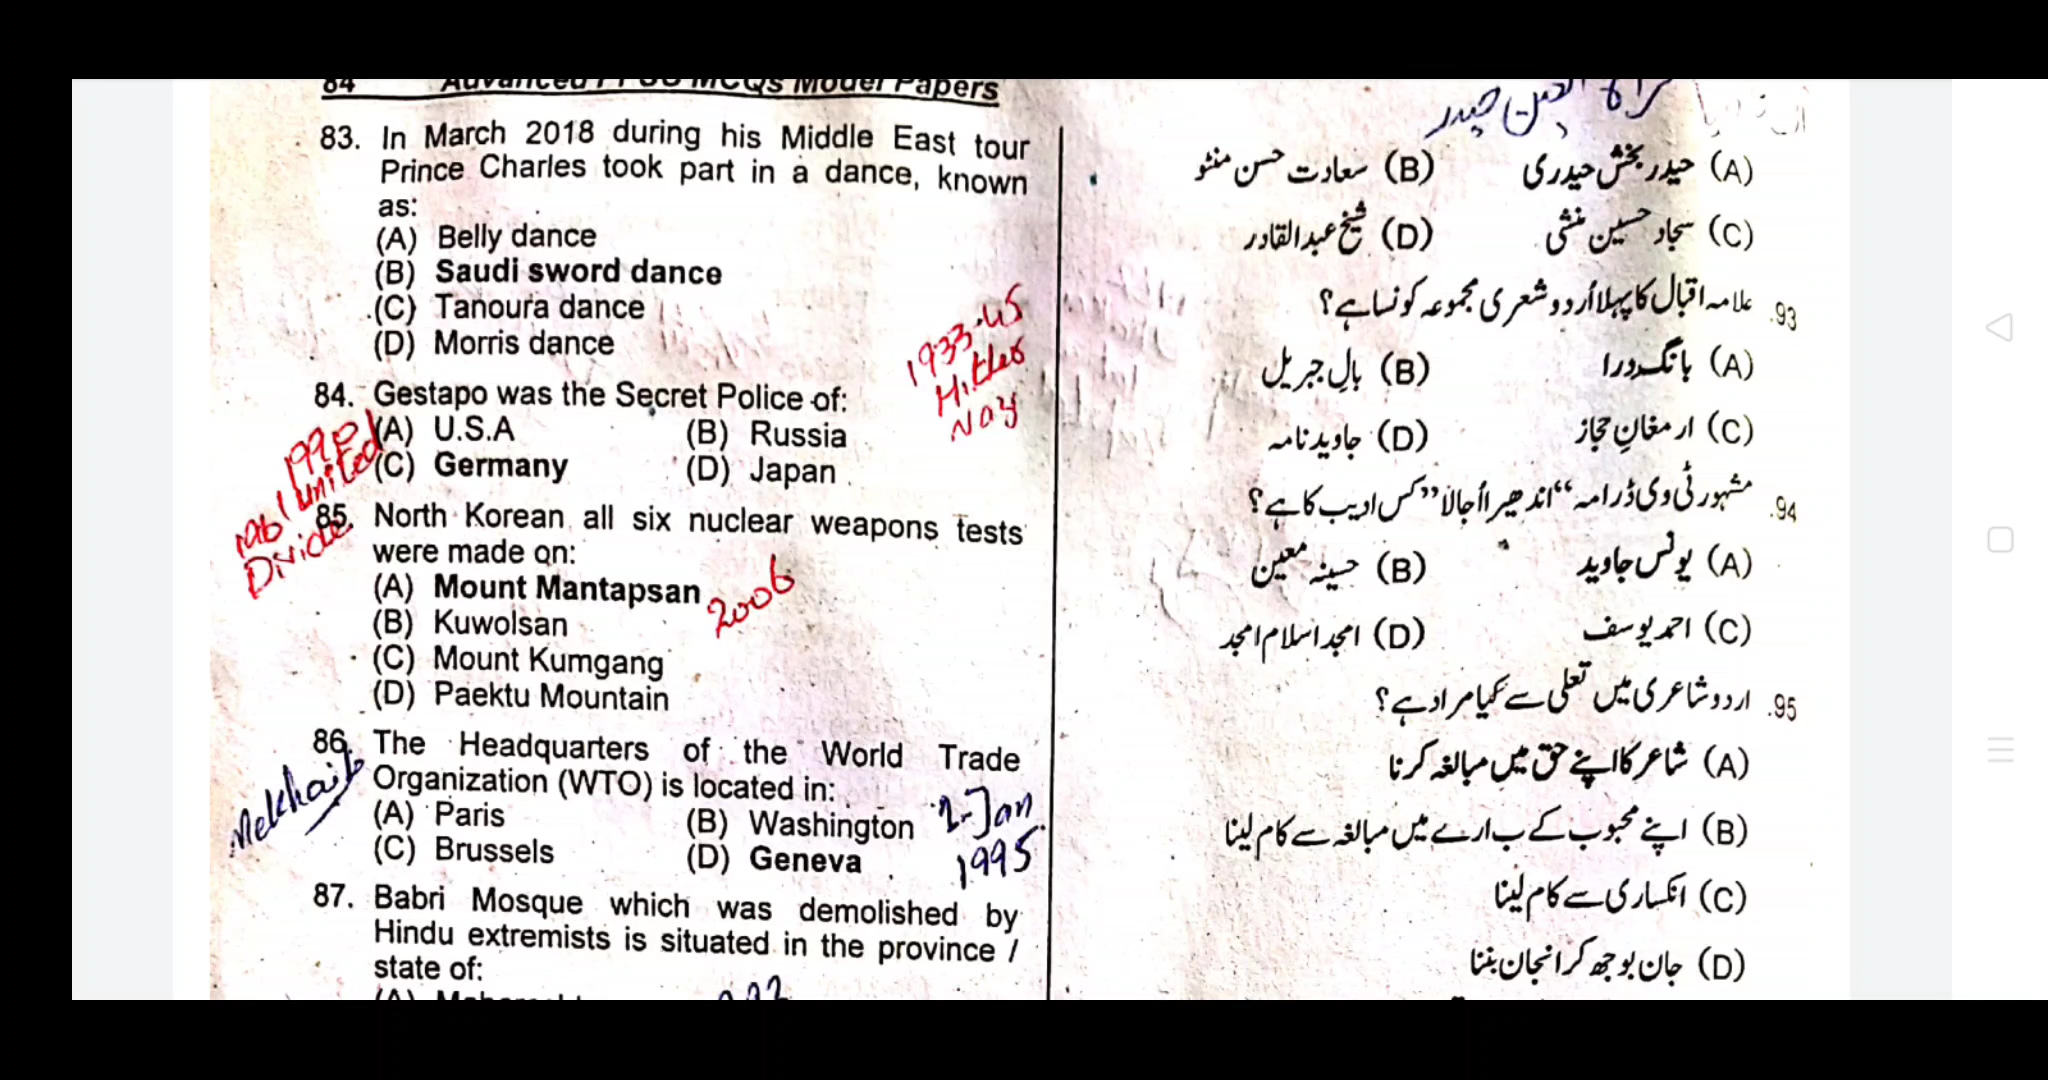 84 Advanced PPSC MCQs Model Papers
83. In March 2018 during his Middle East tour
Prince Charles took part in a dance, known
as:
(A) Belly dance
(B) Saudi sword dance
(C) Tanoura dance
(D) Morris dance
1933-45
Hitler
Nay
84. Gestapo was the Secret Police of:
(A) U.S.A (B) Russia
(C) Germany (D) Japan
United
Divide
85. North Korean all six nuclear weapons tests
were made on:
(A) Mount Mantapsan
2006
(B) Kuwolsan
(C) Mount Kumgang
(D) Paektu Mountain
86. The Headquarters of the World Trade
Organization (WTO) is located in:
(A) Paris (B) Washington
(C) Brussels (D) Geneva
1-Jan
1995
87. Babri Mosque which was demolished by
Hindu extremists is situated in the province /
state of:
(A)
(A) حیدر بخش حیدری (B) سعادت حسن منٹو
(C) سجاد حسین منشی (D) شیخ عبدالقادر
93. علامہ اقبال کا پہلا اُردو شعری مجموعہ کونسا ہے؟
(A) بانگ درا (B) بالِ جبریل
(C) ارمغانِ حجاز (D) جاوید نامہ
94. مشہور ٹی وی ڈرامہ “اندھیرا اُجالا” کس ادیب کا ہے؟
(A) یونس جاوید (B) حسینہ معین
(C) احمد یوسف (D) امجد اسلام امجد
95. اردو شاعری میں تعلی سے کیا مراد ہے؟
(A) شاعر کا اپنے حق میں مبالغہ کرنا
(B) اپنے محبوب کے بارے میں مبالغہ سے کام لینا
(C) انکساری سے کام لینا
(D) جان بوجھ کر انجان بننا